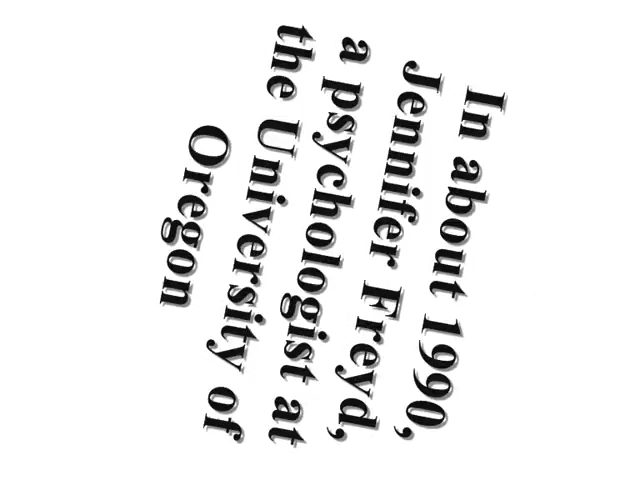 In about 1990,
Jennifer Freyd,
a psychologist at
the University of
Oregon